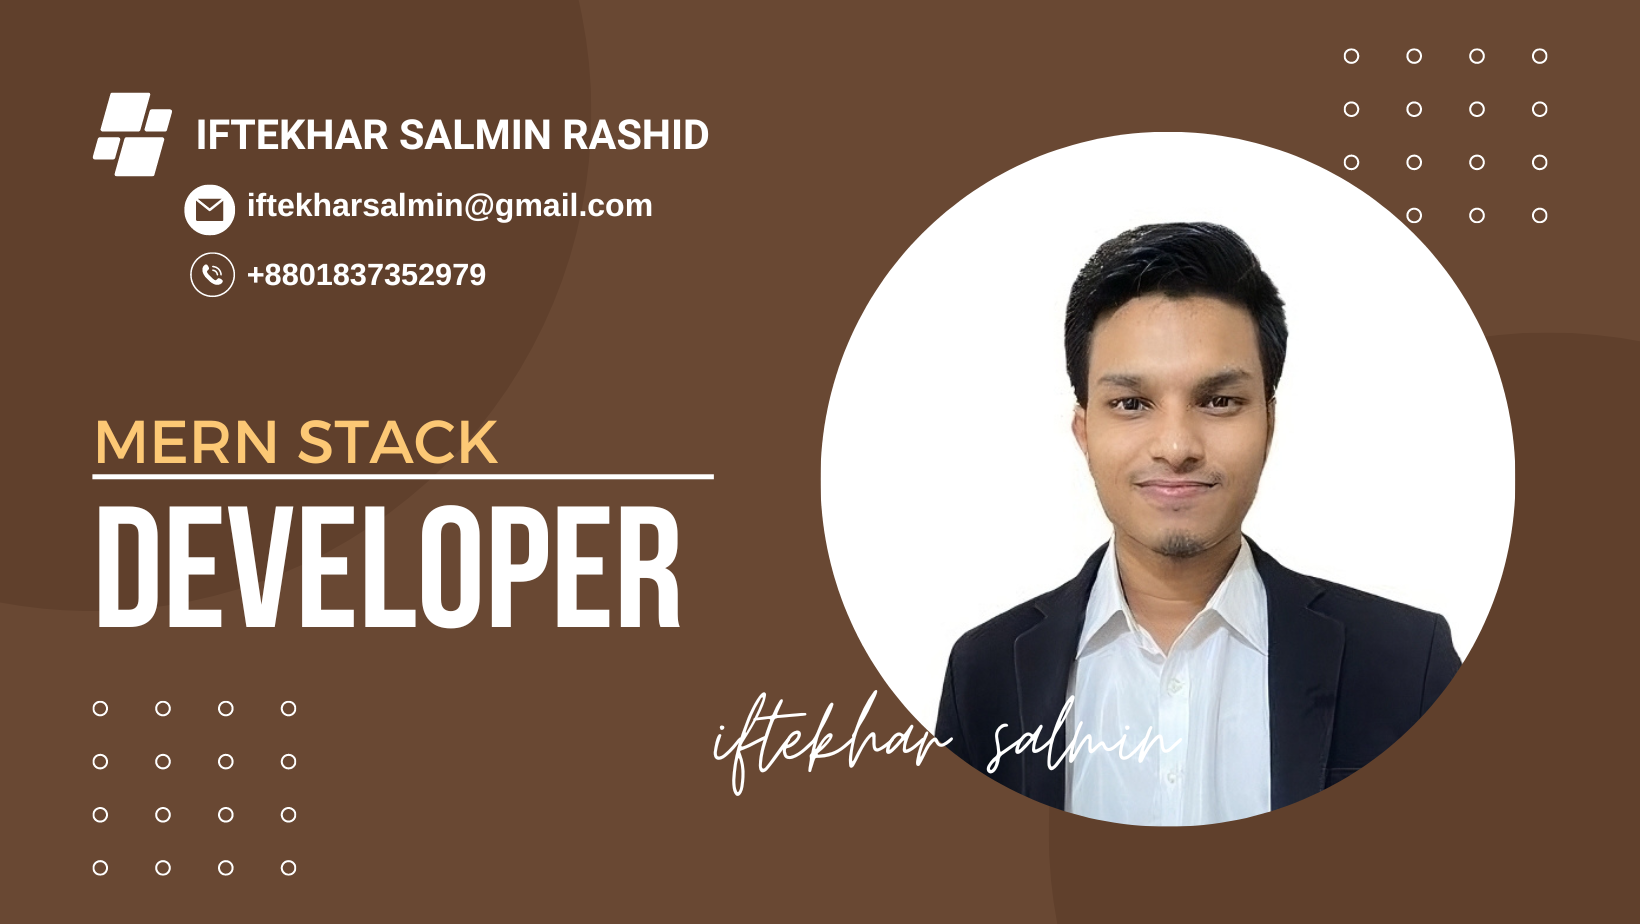 IFTEKHAR SALMIN RASHID
iftekharsalmin@gmail.com
+8801837352979
MERN STACK
DEVELOPER
iftekhar salmin